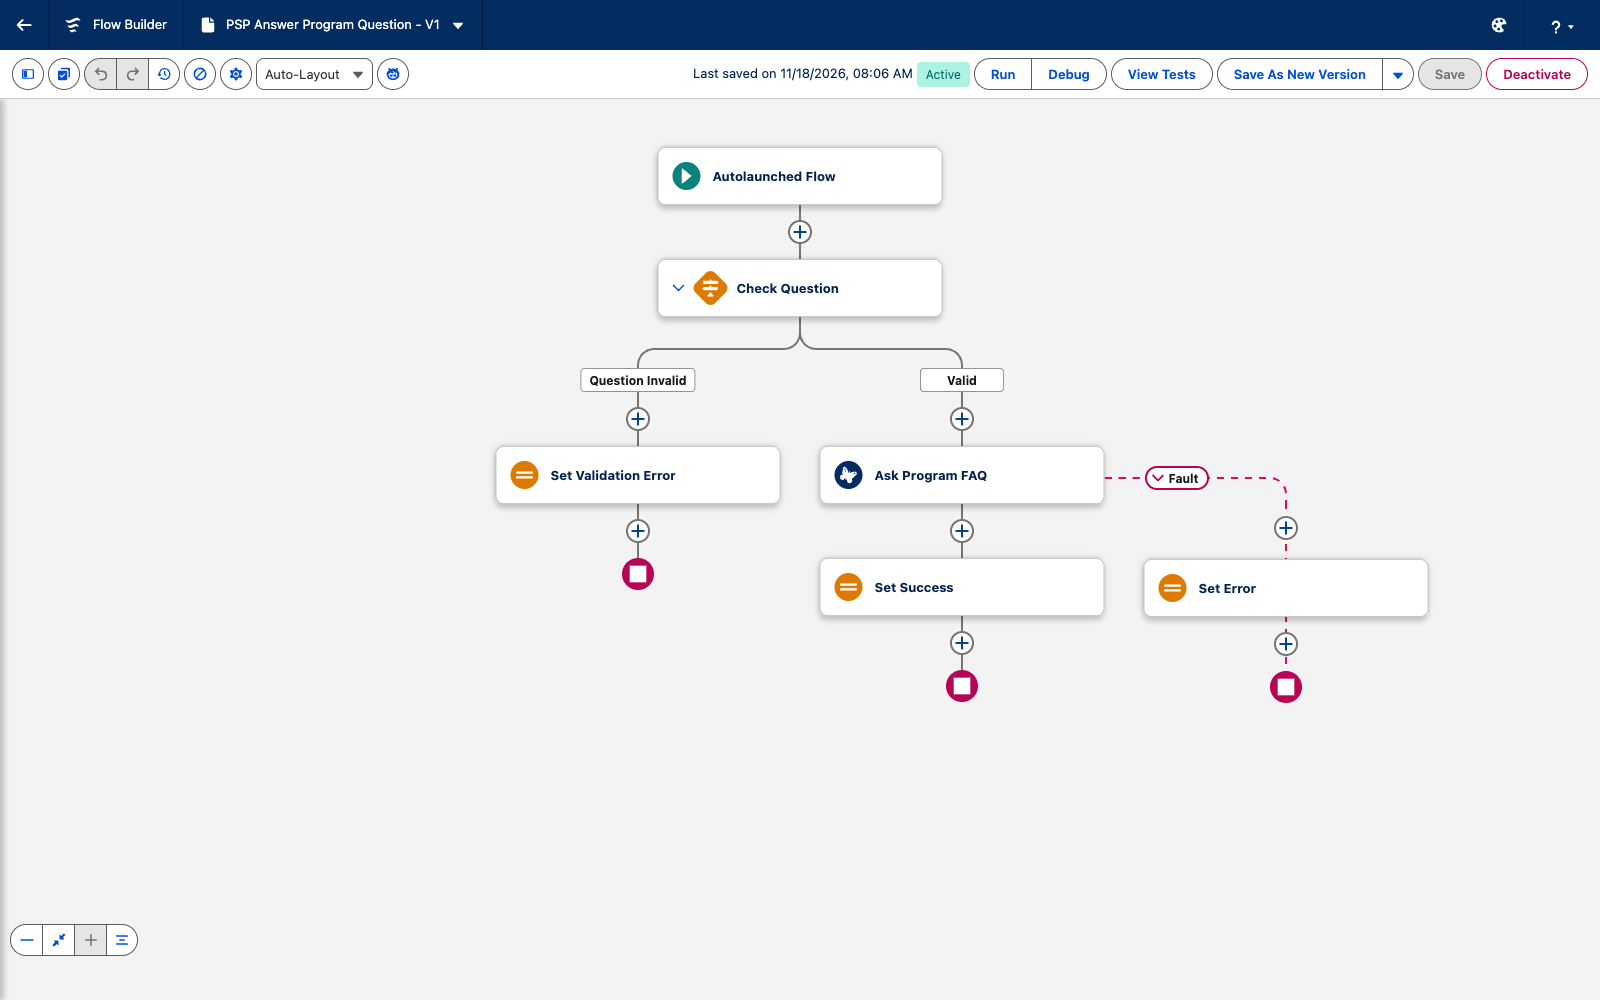 Flow Builder
PSP Answer Program Question - V1
?
Auto-Layout
Last saved on 11/18/2026, 08:06 AM
Active
Run
Debug
View Tests
Save As New Version
Save
Deactivate
Autolaunched Flow
Check Question
Question Invalid
Valid
Set Validation Error
Ask Program FAQ
Fault
Set Success
Set Error